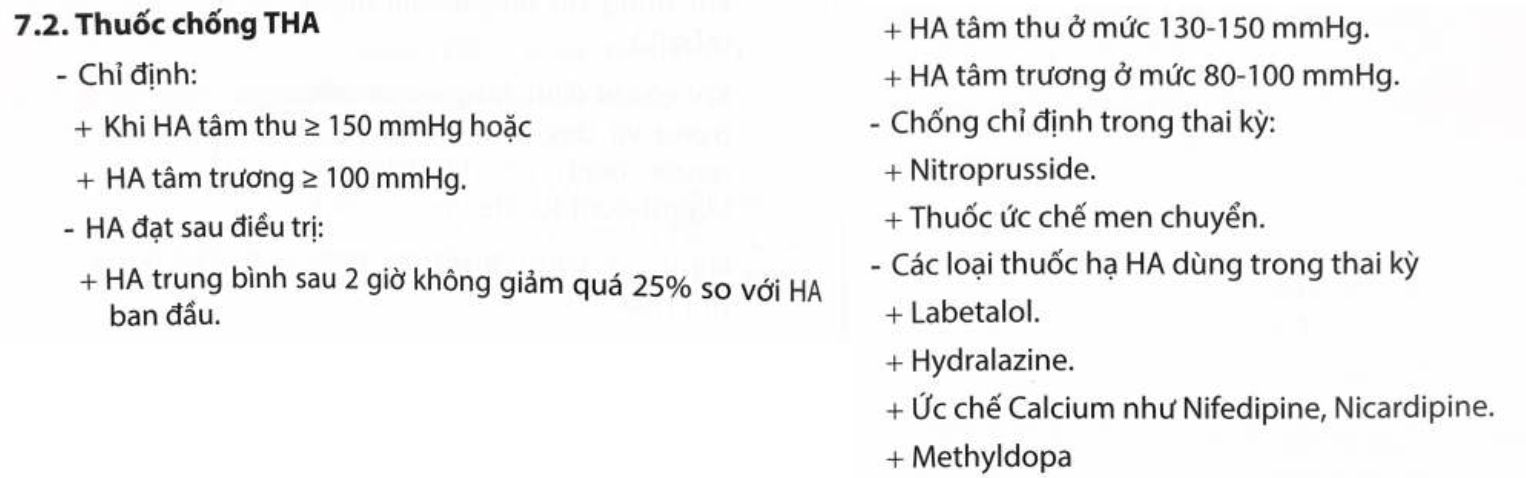 7.2. Thuốc chống THA
- Chỉ định:
+ Khi HA tâm thu ≥ 150 mmHg hoặc
+ HA tâm trương ≥ 100 mmHg.
- HA đạt sau điều trị:
+ HA trung bình sau 2 giờ không giảm quá 25% so với HA
ban đầu.
+ HA tâm thu ở mức 130-150 mmHg.
+ HA tâm trương ở mức 80-100 mmHg.
- Chống chỉ định trong thai kỳ:
+ Nitroprusside.
+ Thuốc ức chế men chuyển.
- Các loại thuốc hạ HA dùng trong thai kỳ
+ Labetalol.
+ Hydralazine.
+ Ức chế Calcium như Nifedipine, Nicardipine.
+ Methyldopa